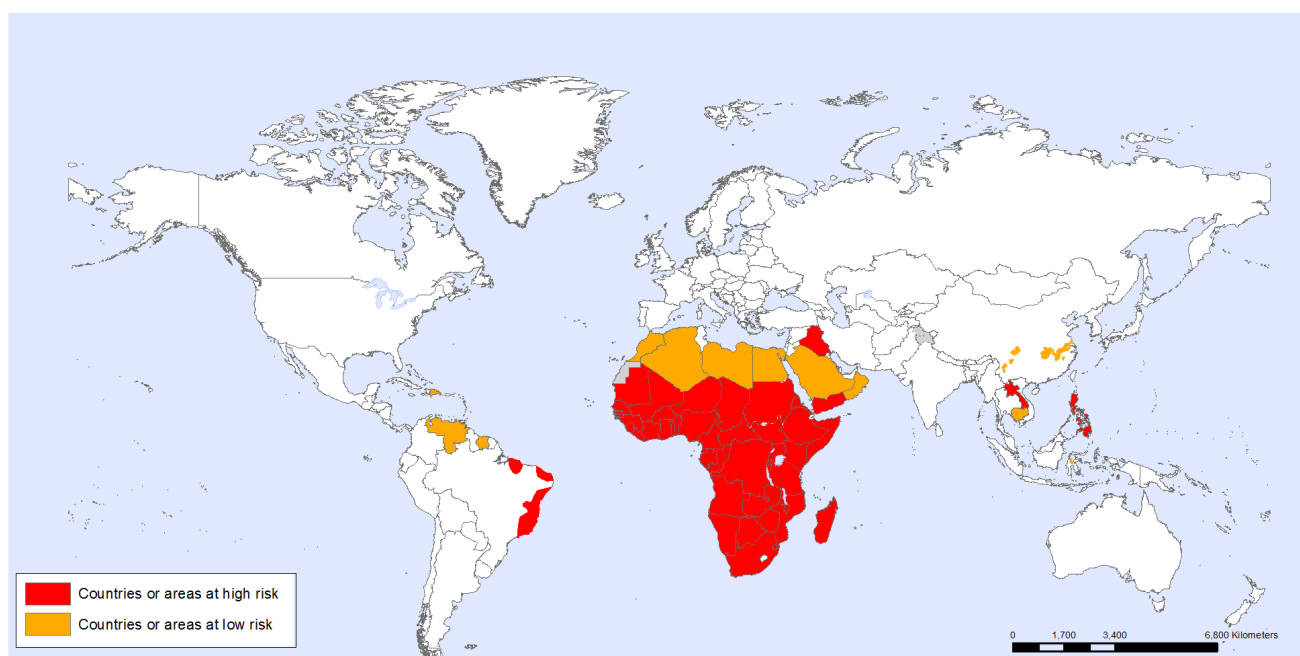 Countries or areas at high risk
Countries or areas at low risk
0 1,700 3,400 6,800 Kilometers